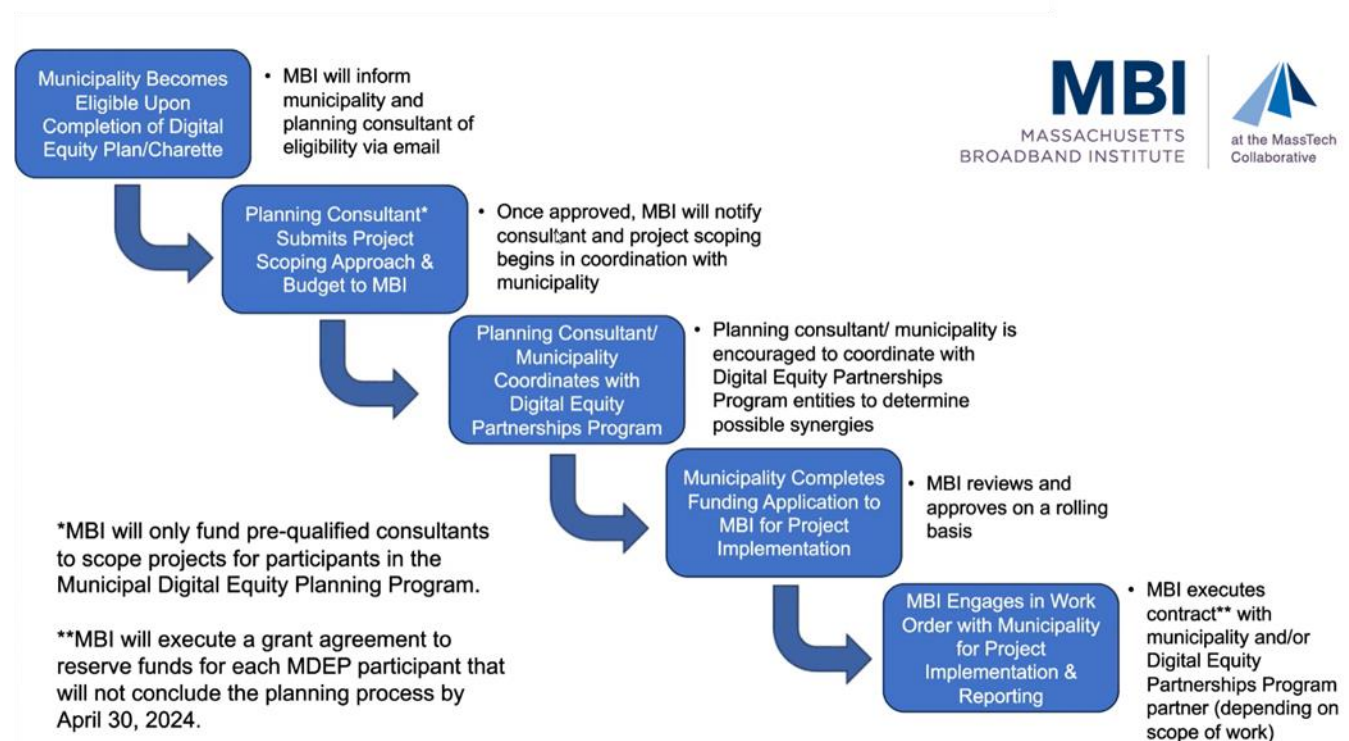 Municipality Becomes
Eligible Upon
Completion of Digital
Equity Plan/Charette
• MBI will inform
municipality and
planning consultant of
eligibility via email
MBI
MASSACHUSETTS
BROADBAND INSTITUTE
at the MassTech
Collaborative
Planning Consultant*
Submits Project
Scoping Approach &
Budget to MBI
• Once approved, MBI will notify
consultant and project scoping
begins in coordination with
municipality
Planning Consultant/
Municipality
Coordinates with
Digital Equity
Partnerships Program
• Planning consultant/ municipality is
encouraged to coordinate with
Digital Equity Partnerships
Program entities to determine
possible synergies
Municipality Completes
Funding Application to
MBI for Project
Implementation
• MBI reviews and
approves on a rolling
basis
MBI Engages in Work
Order with Municipality
for Project
Implementation &
Reporting
• MBI executes
contract** with
municipality and/or
Digital Equity
Partnerships Program
partner (depending on
scope of work)
*MBI will only fund pre-qualified consultants
to scope projects for participants in the
Municipal Digital Equity Planning Program.
**MBI will execute a grant agreement to
reserve funds for each MDEP participant that
will not conclude the planning process by
April 30, 2024.